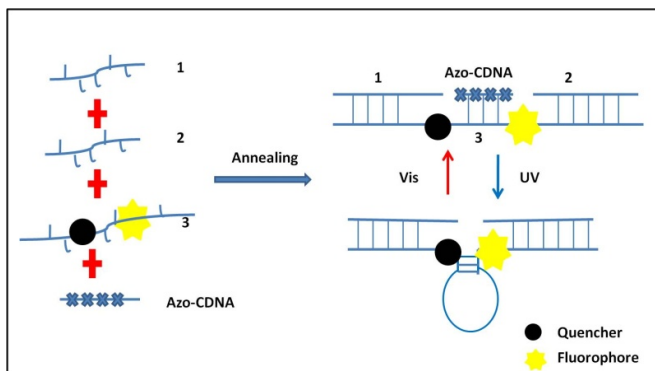 1
2
3
Azo-CDNA
Annealing
Azo-CDNA
1
2
3
Vis
UV
Quencher
Fluorophore